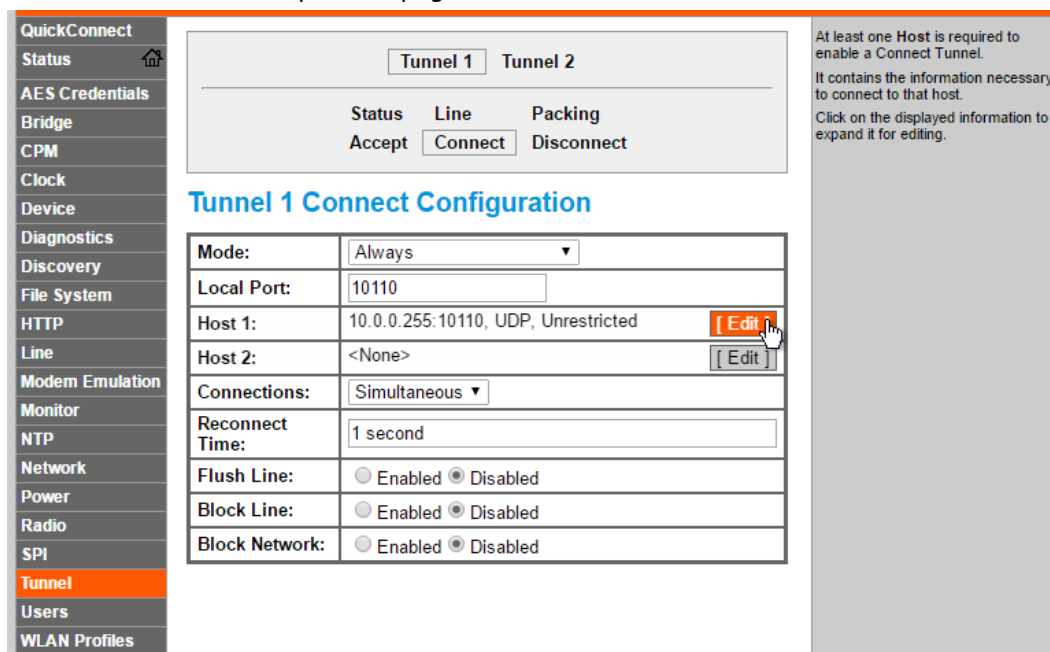 QuickConnect
Status
AES Credentials
Bridge
CPM
Clock
Device
Diagnostics
Discovery
File System
HTTP
Line
Modem Emulation
Monitor
NTP
Network
Power
Radio
SPI
Tunnel
Users
WLAN Profiles
Tunnel 1 Tunnel 2
Status Line Packing
Accept Connect Disconnect
Tunnel 1 Connect Configuration
Mode: Always
Local Port: 10110
Host 1: 10.0.0.255:10110, UDP, Unrestricted [ Edit ]
Host 2: <None> [ Edit ]
Connections: Simultaneous
Reconnect
Time: 1 second
Flush Line: Enabled Disabled
Block Line: Enabled Disabled
Block Network: Enabled Disabled
At least one Host is required to
enable a Connect Tunnel.
It contains the information necessary
to connect to that host.
Click on the displayed information to
expand it for editing.